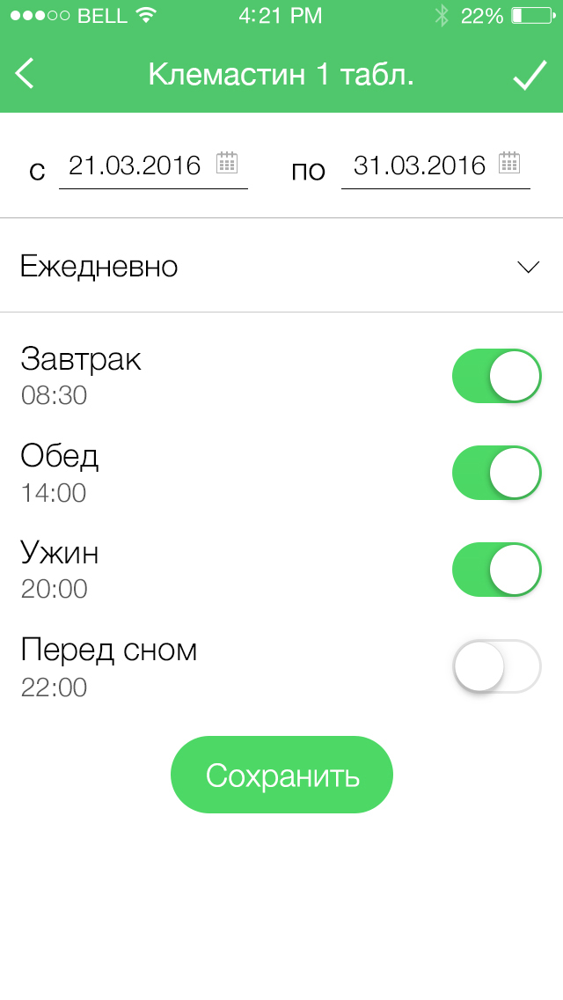 BELL 4:21 PM 22%
Клемастин 1 табл.
с 21.03.2016 по 31.03.2016
Ежедневно
Завтрак
08:30
Обед
14:00
Ужин
20:00
Перед сном
22:00
Сохранить